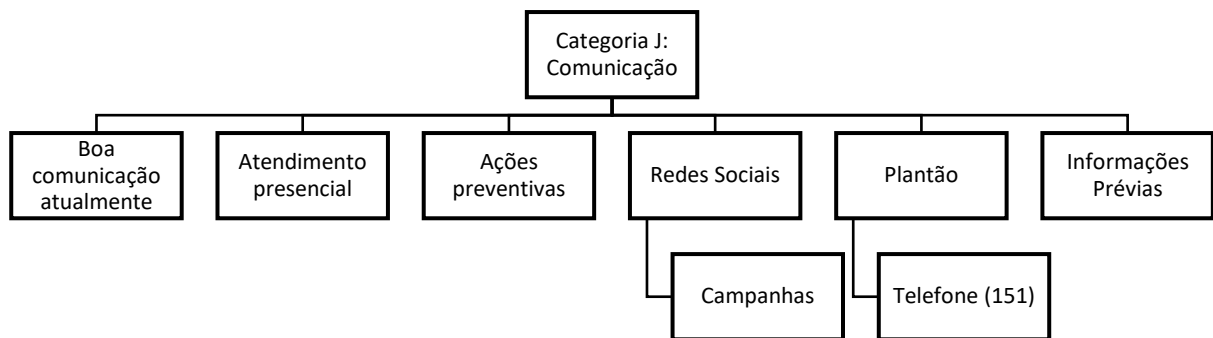 Categoria J:
Comunicação
Boa
comunicação
atualmente
Atendimento
presencial
Ações
preventivas
Redes Sociais
Plantão
Informações
Prévias
Campanhas
Telefone (151)